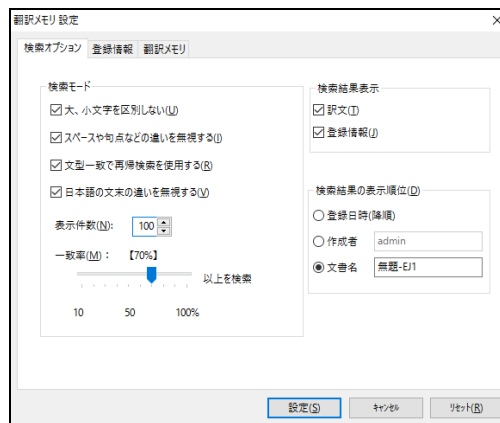 翻訳メモリ 設定
検索オプション 登録情報 翻訳メモリ
検索モード
大、小文字を区別しない(U)
スペースや句点などの違いを無視する(I)
文型一致で再帰検索を使用する(R)
日本語の文末の違いを無視する(V)
表示件数(N): 100
一致率(M): 【70%】
以上を検索
10 50 100%
検索結果表示
訳文(T)
登録情報(J)
検索結果の表示順位(D)
登録日時(降順)
作成者 admin
文書名 無題-EJ1
設定(S) キャンセル リセット(R)